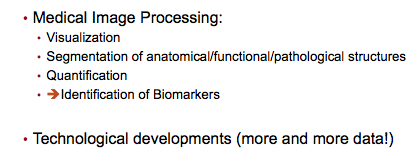 • Medical Image Processing:
• Visualization
• Segmentation of anatomical/functional/pathological structures
• Quantification
• ➔Identification of Biomarkers
• Technological developments (more and more data!)